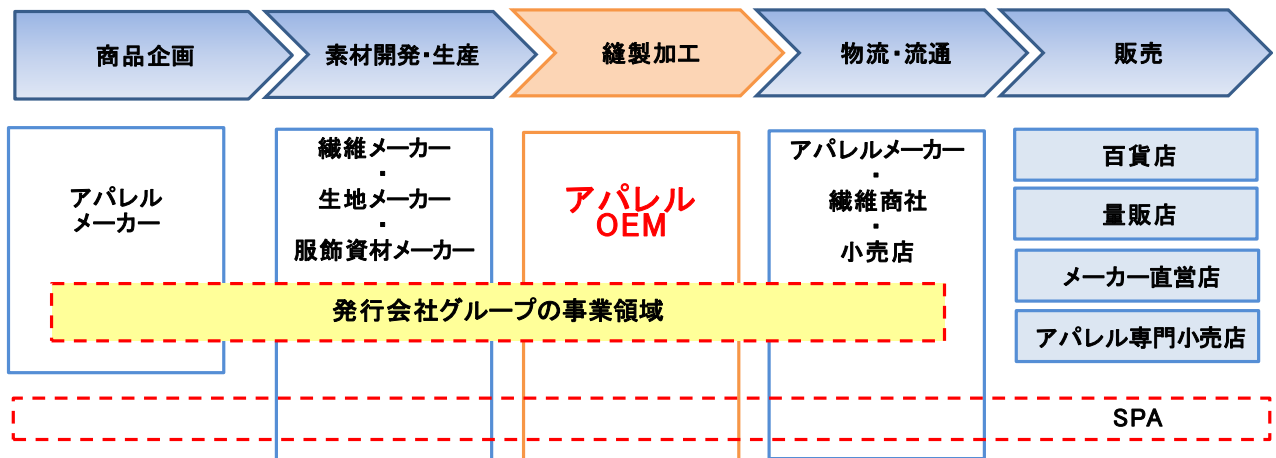 商品企画
素材開発・生産
縫製加工
物流・流通
販売
アパレル
メーカー
繊維メーカー
・
生地メーカー
・
服飾資材メーカー
アパレル
OEM
アパレルメーカー
・
繊維商社
・
小売店
百貨店
量販店
メーカー直営店
アパレル専門小売店
発行会社グループの事業領域
SPA